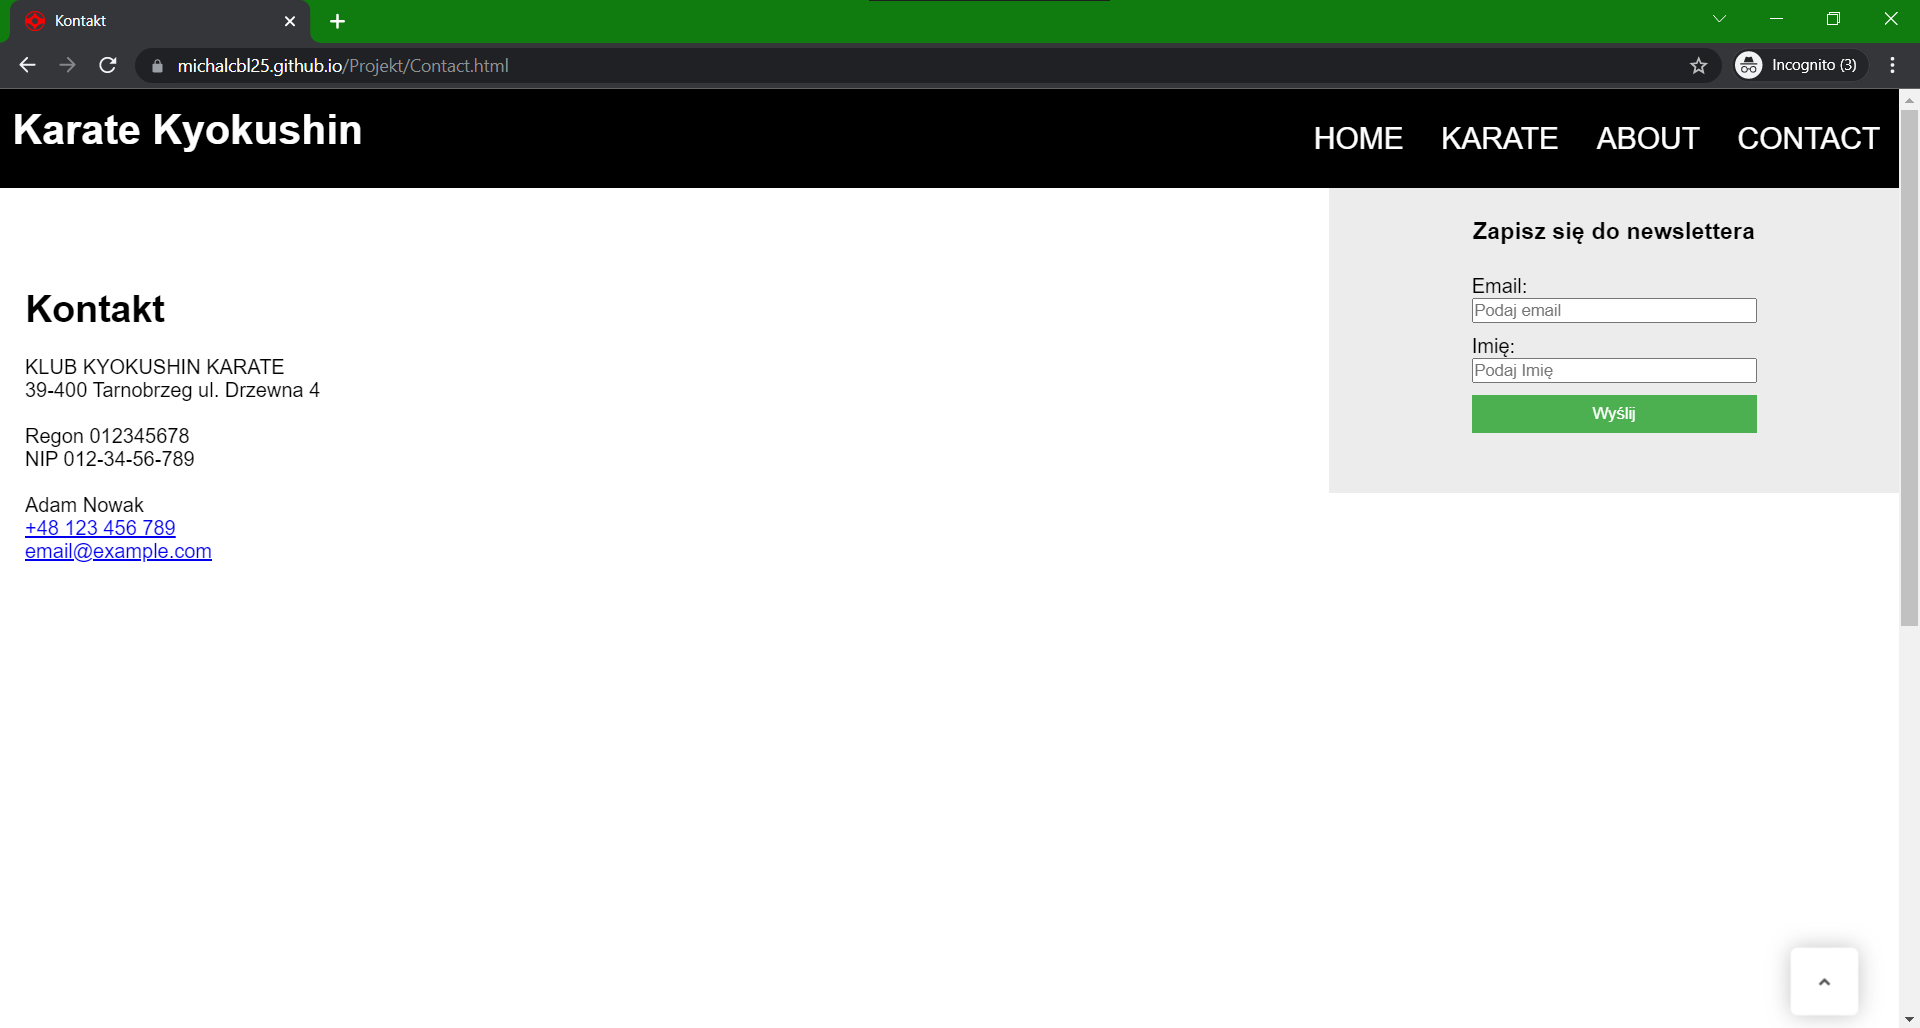 Kontakt
michalcbl25.github.io/Projekt/Contact.html
Incognito (3)
Karate Kyokushin
HOME KARATE ABOUT CONTACT
Zapisz się do newslettera
Email:
Podaj email
Imię:
Podaj Imię
Wyślij
Kontakt
KLUB KYOKUSHIN KARATE
39-400 Tarnobrzeg ul. Drzewna 4
Regon 012345678
NIP 012-34-56-789
Adam Nowak
+48 123 456 789
email@example.com